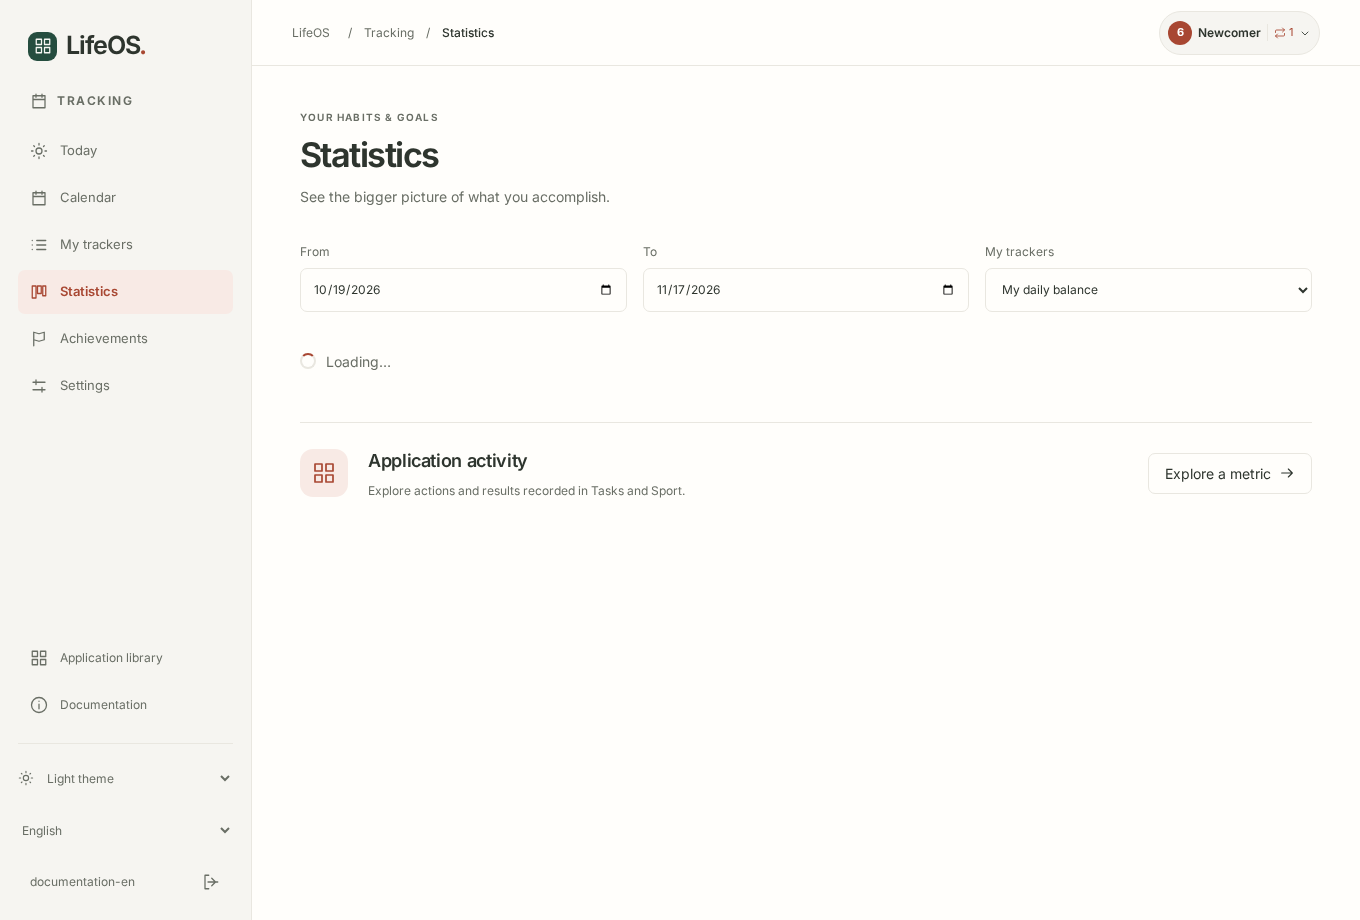 LifeOS.
TRACKING
Today
Calendar
My trackers
Statistics
Achievements
Settings
Application library
Documentation
Light theme
English
documentation-en
LifeOS / Tracking / Statistics
6 Newcomer 1
YOUR HABITS & GOALS
Statistics
See the bigger picture of what you accomplish.
From
10/19/2026
To
11/17/2026
My trackers
My daily balance
Loading...
Application activity
Explore actions and results recorded in Tasks and Sport.
Explore a metric